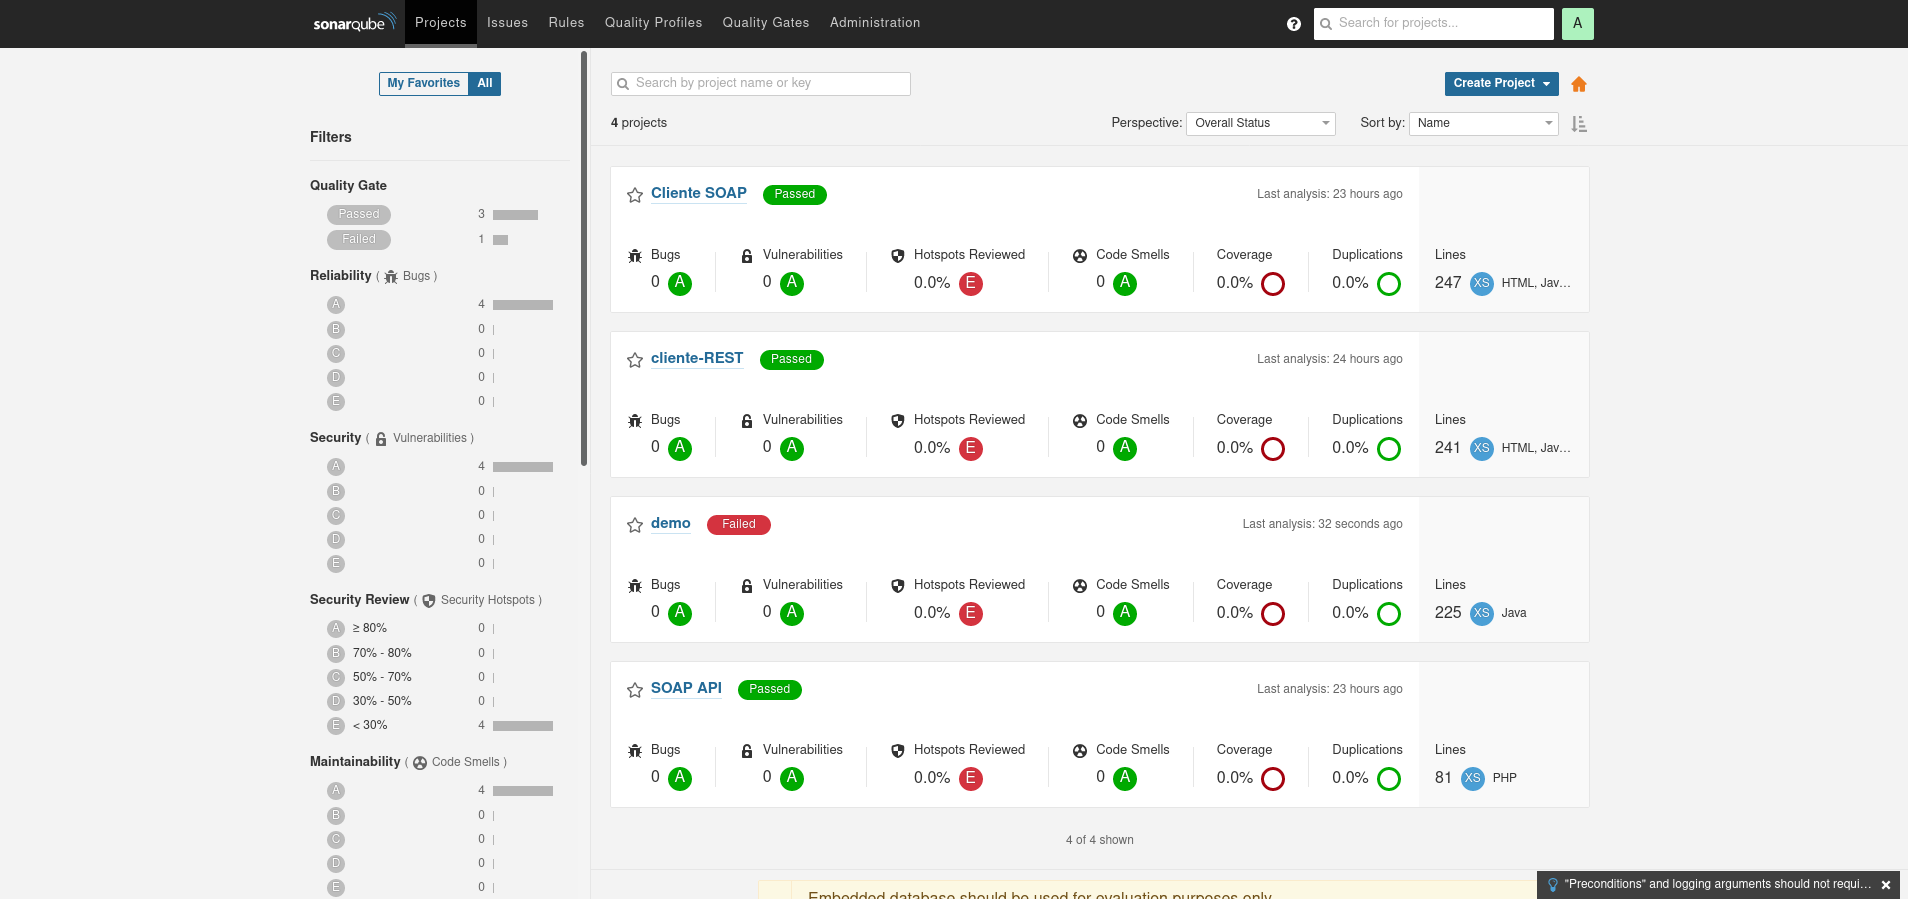 sonarqube Projects Issues Rules Quality Profiles Quality Gates Administration ? Search for projects... A
My Favorites All
Search by project name or key
Create Project
4 projects
Perspective: Overall Status
Sort by: Name
Filters
Quality Gate
Passed 3
Failed 1
Reliability ( Bugs )
A 4
B 0
C 0
D 0
E 0
Security ( Vulnerabilities )
A 4
B 0
C 0
D 0
E 0
Security Review ( Security Hotspots )
A ≥ 80% 0
B 70% - 80% 0
C 50% - 70% 0
D 30% - 50% 0
E < 30% 4
Maintainability ( Code Smells )
A 4
B 0
C 0
D 0
E 0
Cliente SOAP Passed Last analysis: 23 hours ago
Bugs Vulnerabilities Hotspots Reviewed Code Smells Coverage Duplications Lines
0 A 0 A 0.0% E 0 A 0.0% 0.0% 247 XS HTML, Jav...
cliente-REST Passed Last analysis: 24 hours ago
Bugs Vulnerabilities Hotspots Reviewed Code Smells Coverage Duplications Lines
0 A 0 A 0.0% E 0 A 0.0% 0.0% 241 XS HTML, Jav...
demo Failed Last analysis: 32 seconds ago
Bugs Vulnerabilities Hotspots Reviewed Code Smells Coverage Duplications Lines
0 A 0 A 0.0% E 0 A 0.0% 0.0% 225 XS Java
SOAP API Passed Last analysis: 23 hours ago
Bugs Vulnerabilities Hotspots Reviewed Code Smells Coverage Duplications Lines
0 A 0 A 0.0% E 0 A 0.0% 0.0% 81 XS PHP
4 of 4 shown
Embedded database should be used for evaluation purposes only
"Preconditions" and logging arguments should not requi...